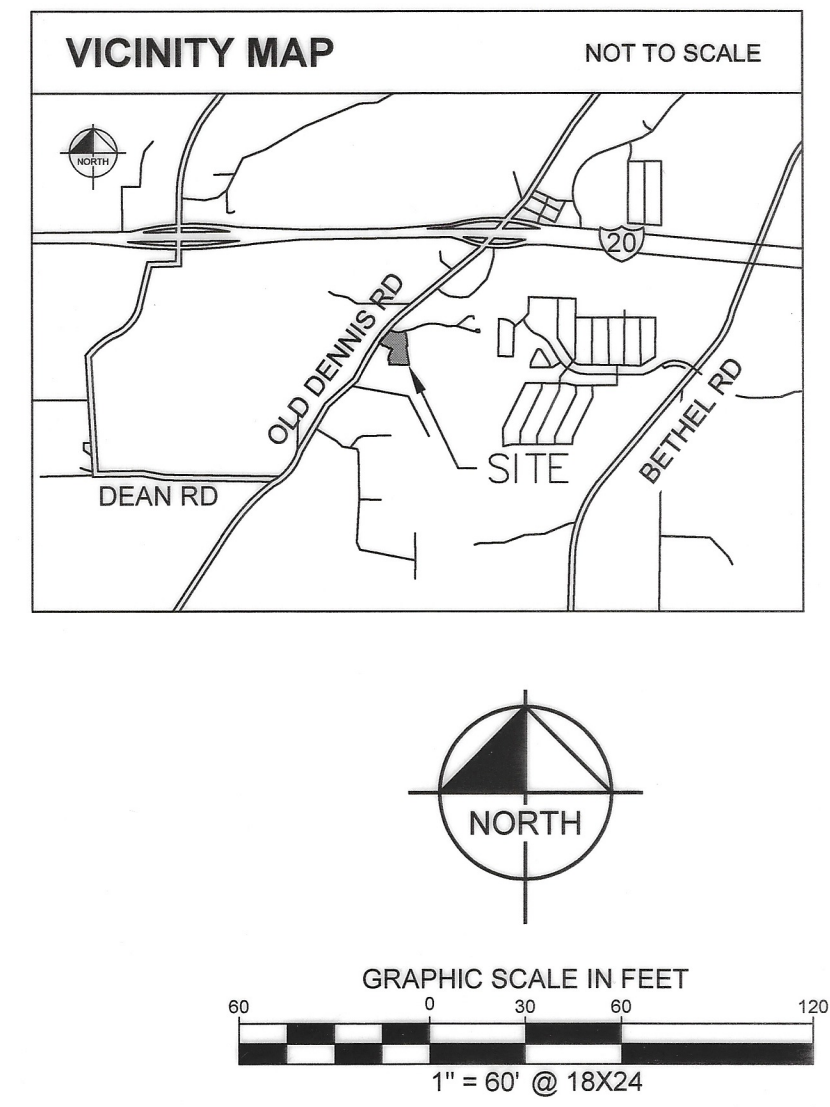 VICINITY MAP
NOT TO SCALE
NORTH
20
OLD DENNIS RD
BETHEL RD
SITE
DEAN RD
NORTH
GRAPHIC SCALE IN FEET
60 0 30 60 120
1" = 60' @ 18X24